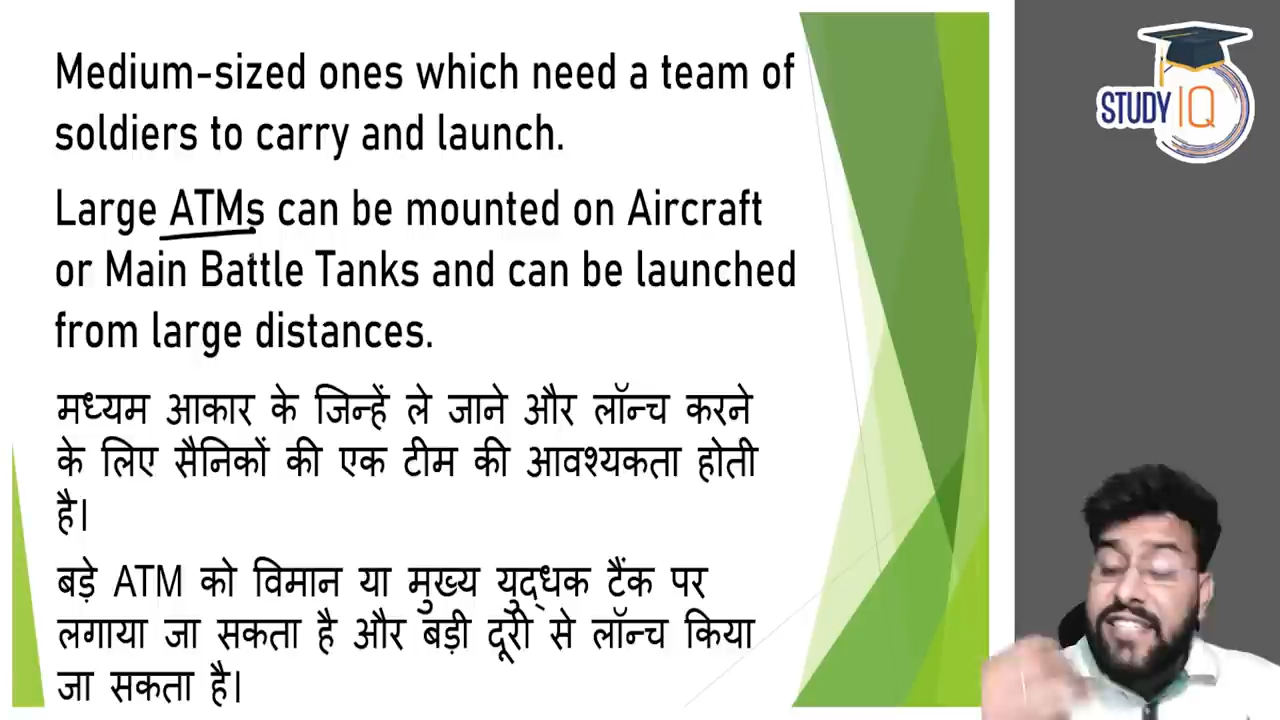 Medium-sized ones which need a team of
soldiers to carry and launch.
Large ATMs can be mounted on Aircraft
or Main Battle Tanks and can be launched
from large distances.
मध्यम आकार के जिन्हें ले जाने और लॉन्च करने
के लिए सैनिकों की एक टीम की आवश्यकता होती
है।
बड़े ATM को विमान या मुख्य युद्धक टैंक पर
लगाया जा सकता है और बड़ी दूरी से लॉन्च किया
जा सकता है।
STUDY IQ